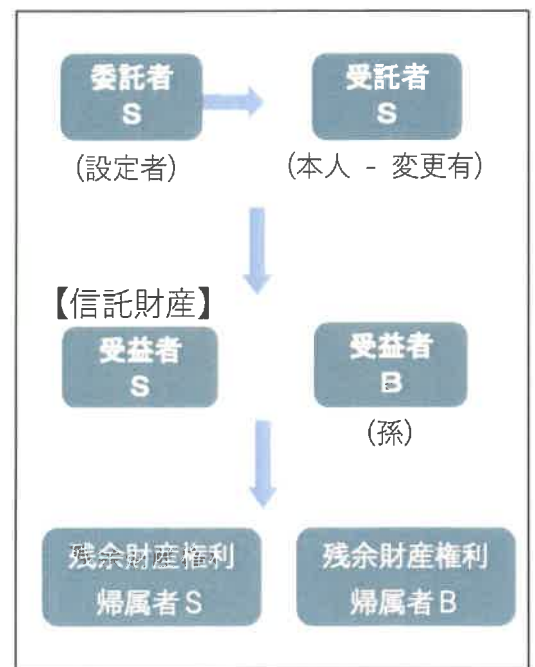 委託者
S
(設定者)
受託者
S
(本人 - 変更有)
【信託財産】
受益者
S
受益者
B
(孫)
残余財産権利
帰属者S
残余財産権利
帰属者B